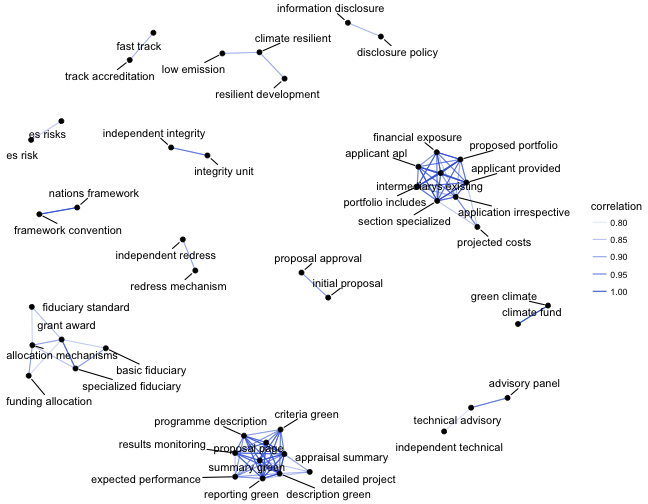 information disclosure
disclosure policy
fast track
track accreditation
climate resilient
low emission
resilient development
es risks
es risk
independent integrity
integrity unit
financial exposure
proposed portfolio
applicant apl
applicant provided
intermediarys existing
portfolio includes
application irrespective
section specialized
projected costs
nations framework
framework convention
independent redress
redress mechanism
proposal approval
initial proposal
correlation
0.80
0.85
0.90
0.95
1.00
green climate
climate fund
fiduciary standard
grant award
allocation mechanisms
basic fiduciary
specialized fiduciary
funding allocation
advisory panel
technical advisory
independent technical
criteria green
programme description
results monitoring
proposal page
appraisal summary
summary green
expected performance
detailed project
reporting green
description green